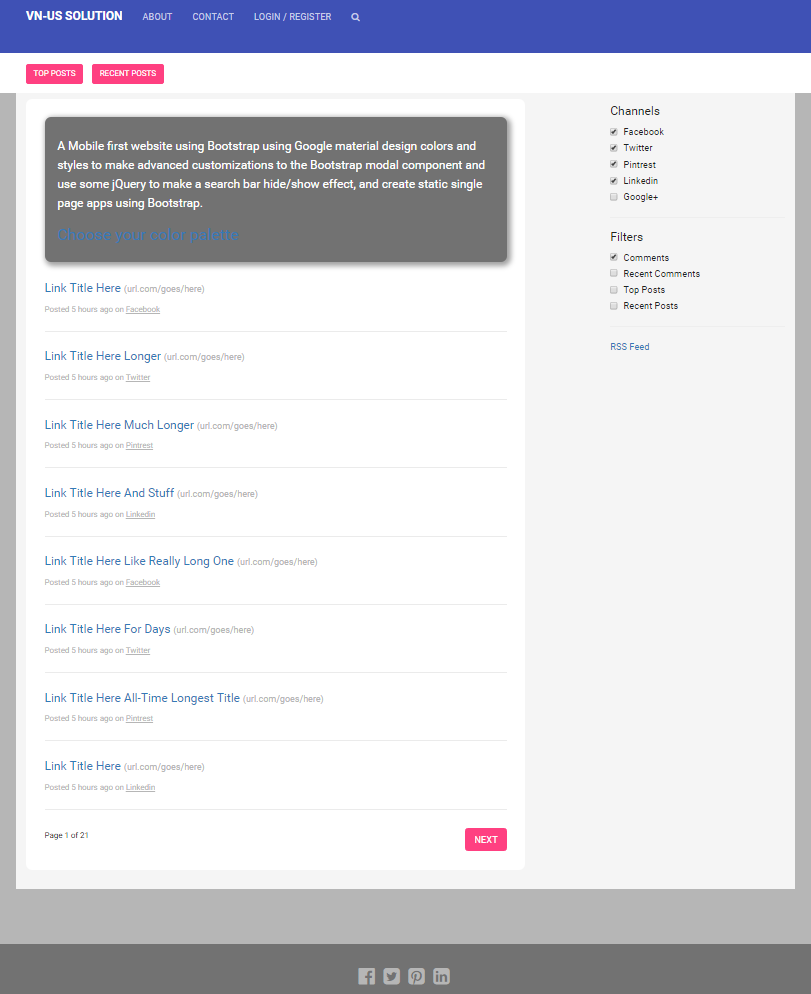 VN-US SOLUTION ABOUT CONTACT LOGIN / REGISTER
TOP POSTS RECENT POSTS
A Mobile first website using Bootstrap using Google material design colors and
styles to make advanced customizations to the Bootstrap modal component and
use some jQuery to make a search bar hide/show effect, and create static single
page apps using Bootstrap.
Choose your color palette
Link Title Here (url.com/goes/here)
Posted 5 hours ago on Facebook
Link Title Here Longer (url.com/goes/here)
Posted 5 hours ago on Twitter
Link Title Here Much Longer (url.com/goes/here)
Posted 5 hours ago on Pintrest
Link Title Here And Stuff (url.com/goes/here)
Posted 5 hours ago on Linkedin
Link Title Here Like Really Long One (url.com/goes/here)
Posted 5 hours ago on Facebook
Link Title Here For Days (url.com/goes/here)
Posted 5 hours ago on Twitter
Link Title Here All-Time Longest Title (url.com/goes/here)
Posted 5 hours ago on Pintrest
Link Title Here (url.com/goes/here)
Posted 5 hours ago on Linkedin
Page 1 of 21 NEXT
Channels
Facebook
Twitter
Pintrest
Linkedin
Google+
Filters
Comments
Recent Comments
Top Posts
Recent Posts
RSS Feed